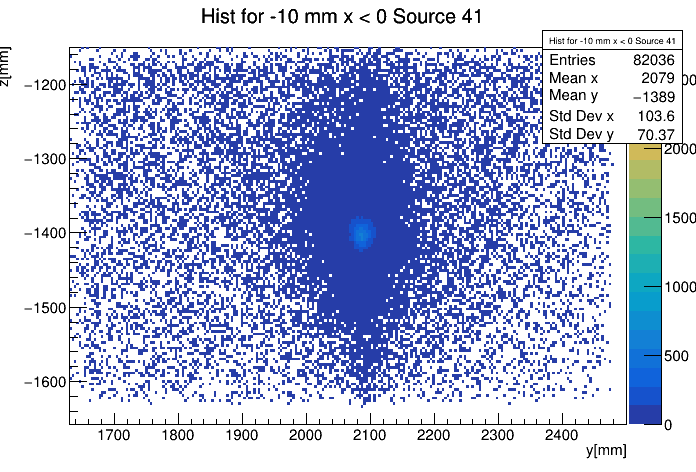 Hist for -10 mm x < 0 Source 41
z[mm]
Hist for -10 mm x < 0 Source 41
Entries 82036
Mean x 2079
Mean y −1389
Std Dev x 103.6
Std Dev y 70.37
−1200
−1300
−1400
−1500
−1600
2000
1500
1000
500
0
1700 1800 1900 2000 2100 2200 2300 2400
y[mm]